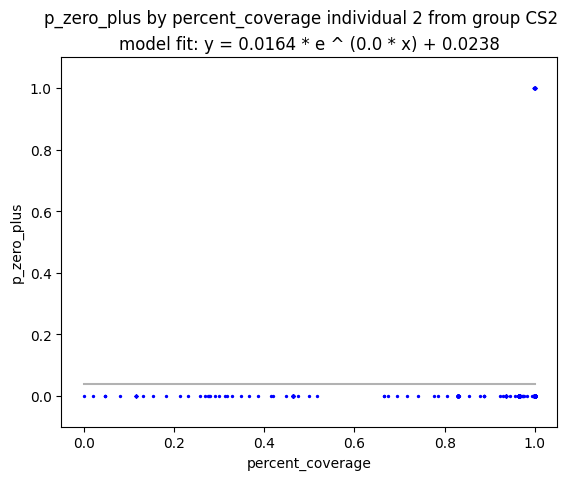 p_zero_plus by percent_coverage individual 2 from group CS2
model fit: y = 0.0164 * e ^ (0.0 * x) + 0.0238
1.0
0.8
0.6
0.4
0.2
0.0
p_zero_plus
0.0 0.2 0.4 0.6 0.8 1.0
percent_coverage